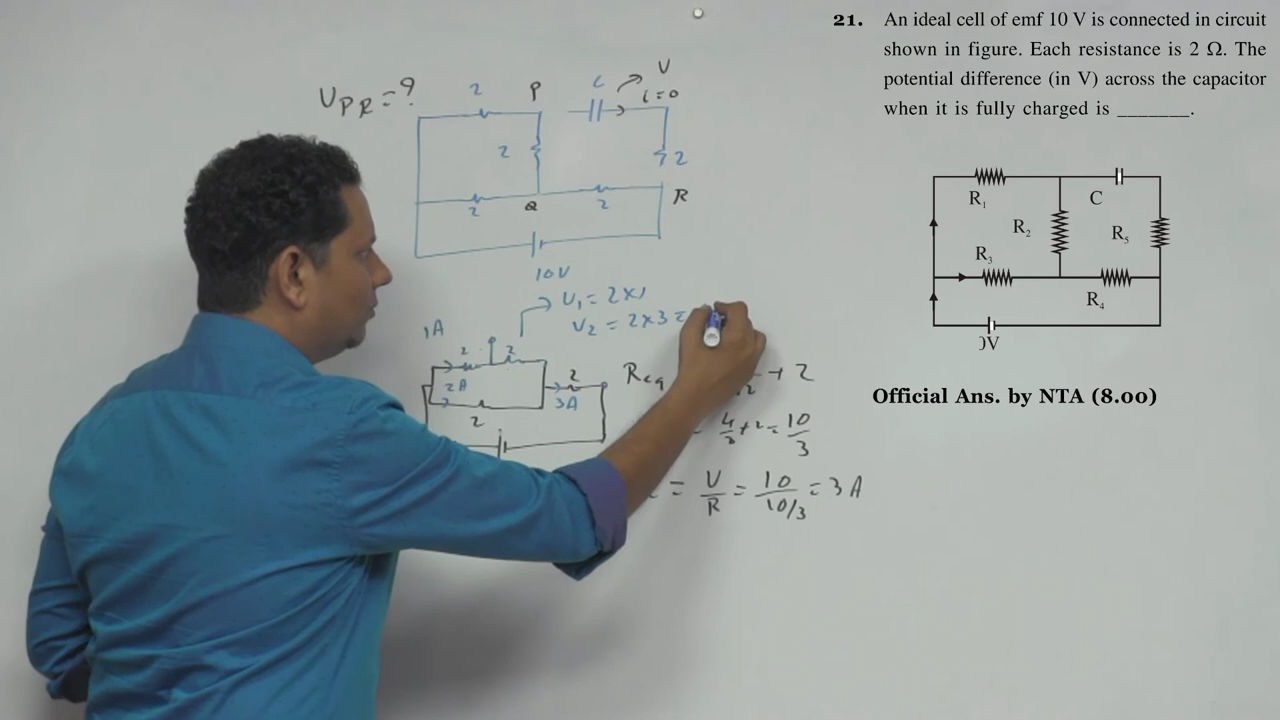 21. An ideal cell of emf 10 V is connected in circuit
shown in figure. Each resistance is 2 Ω. The
potential difference (in V) across the capacitor
when it is fully charged is _______.
R₁
C
R₂
R₅
R₃
R₄
0V
Official Ans. by NTA (8.00)
V_PR = ?
2 P C V
i=0
2 2
2 Q 2 R
10V
V₁ = 2×1
V₂ = 2×3 =
1A
2 2
2A 2
3A
2
Req + 2
4/3 + 2 = 10/3
= V/R = 10/10/3 = 3A